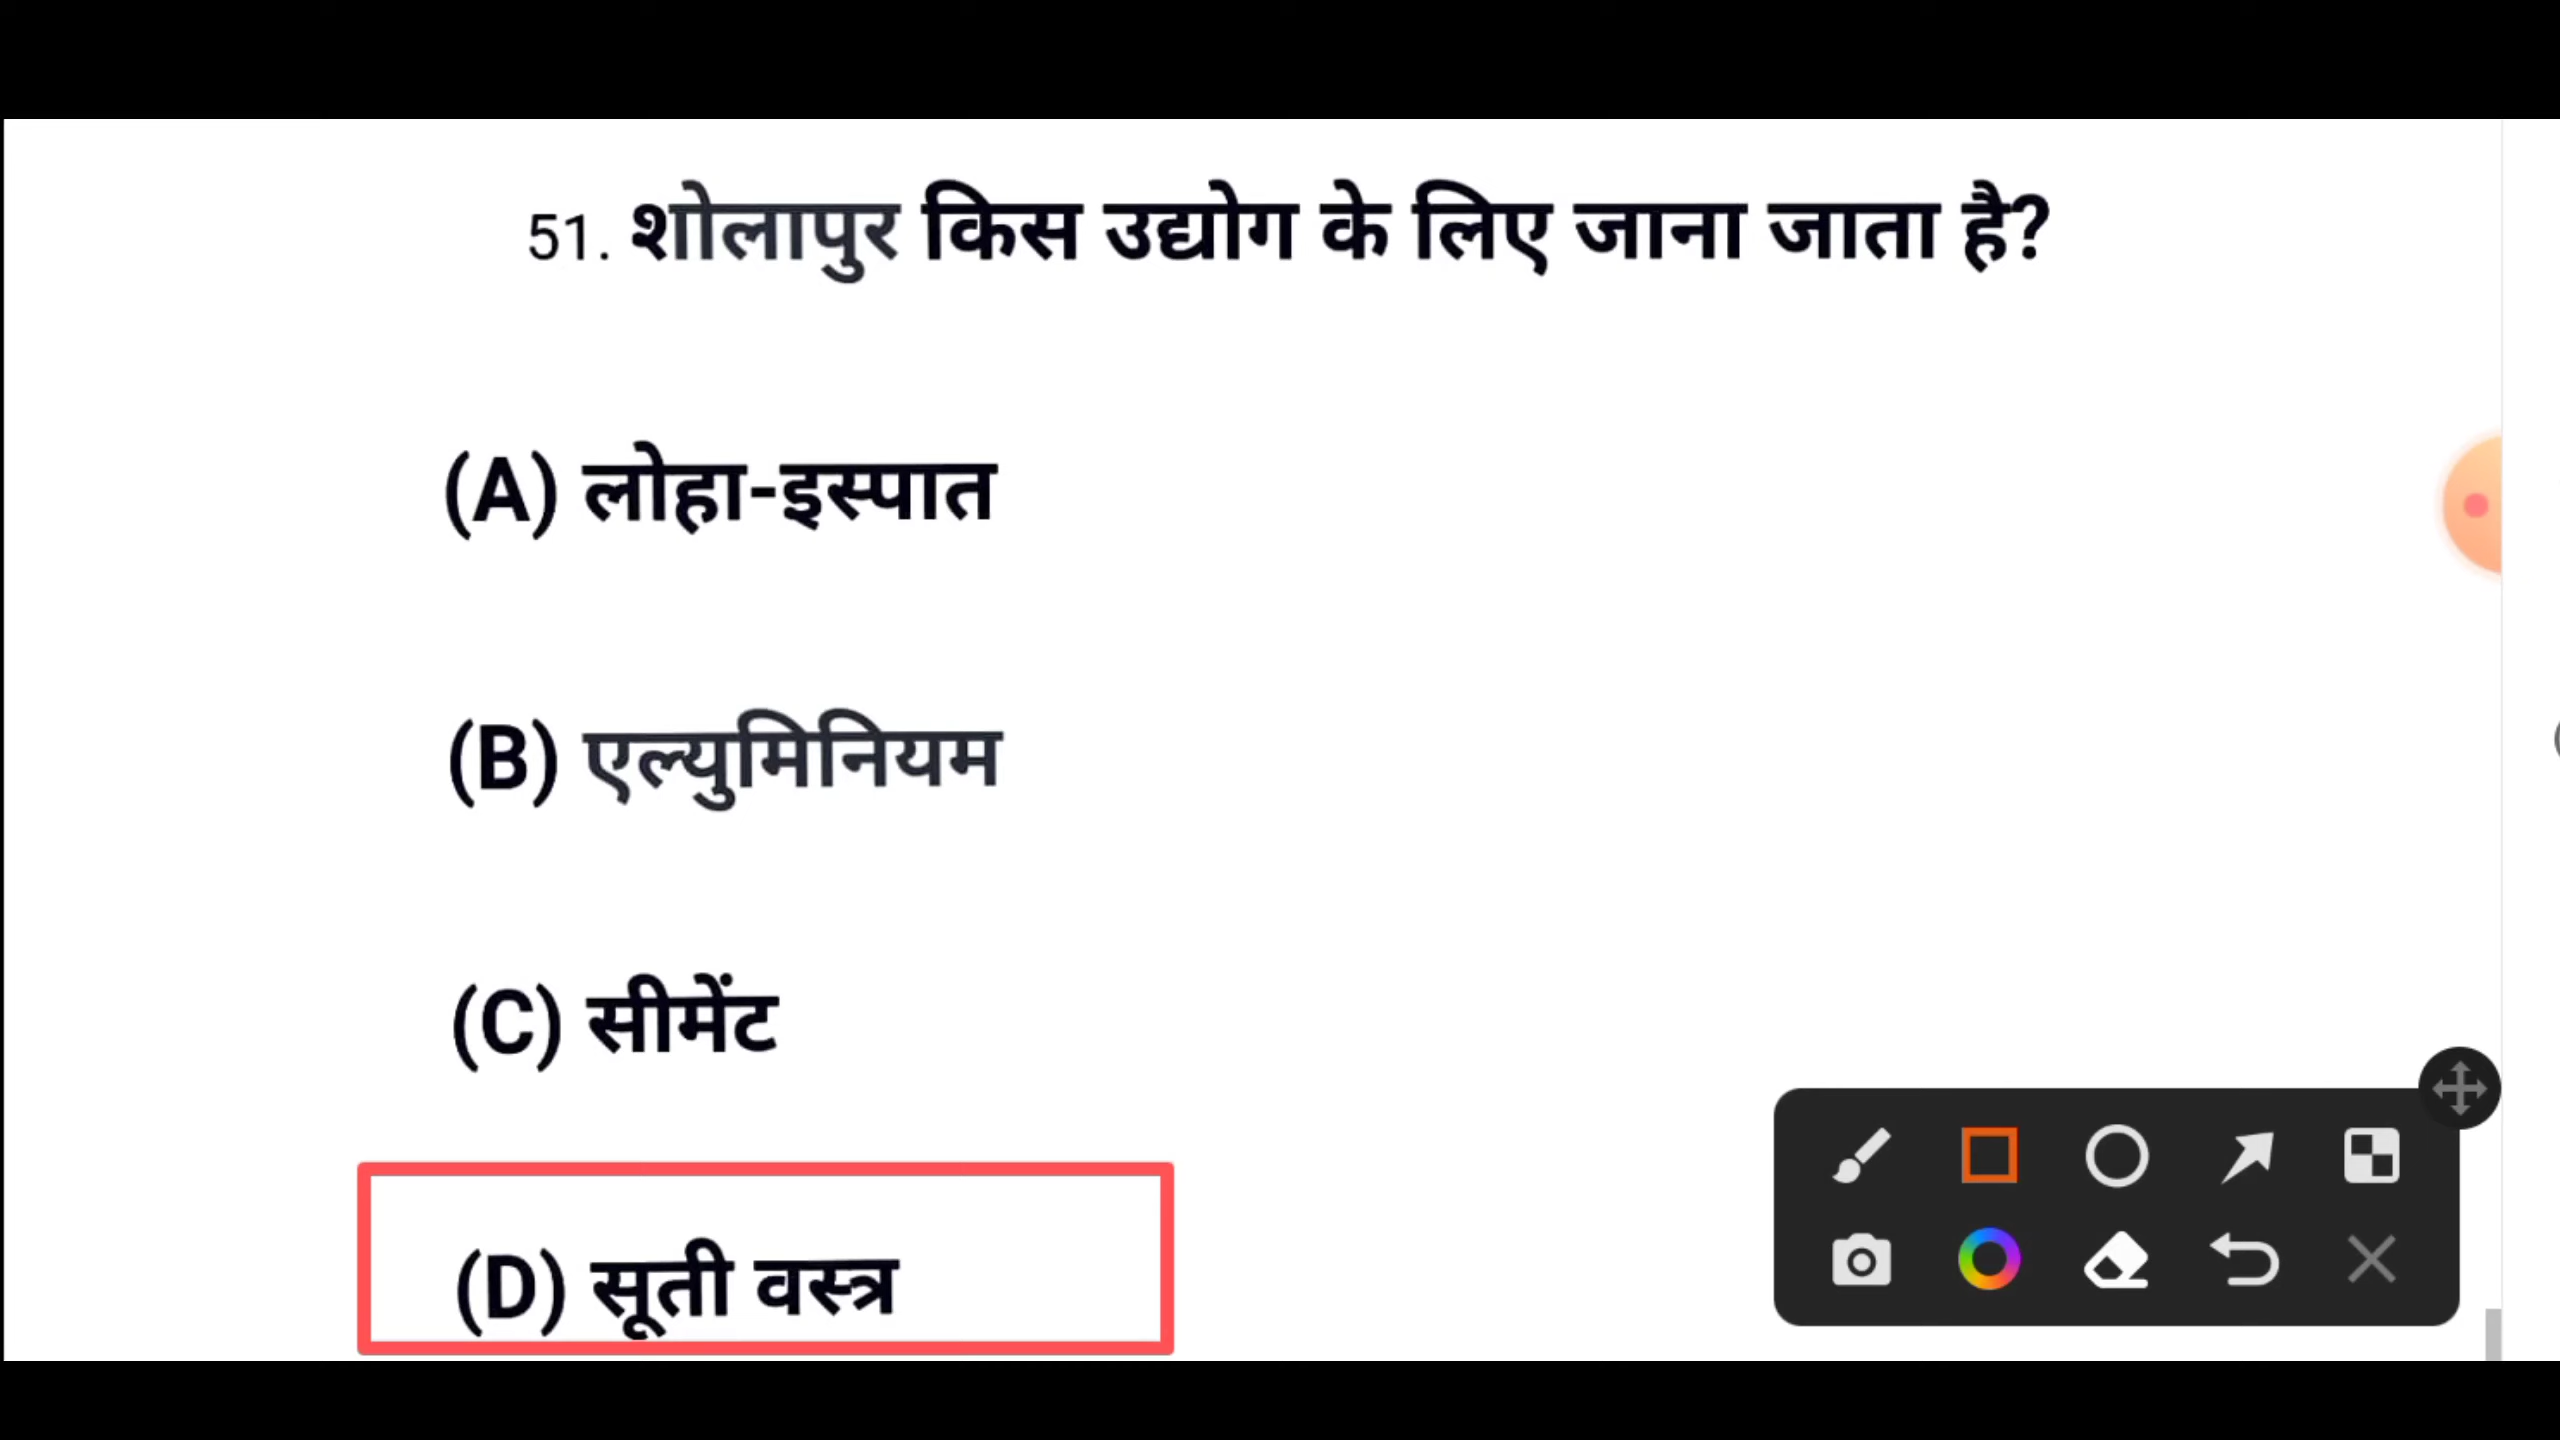 51. शोलापुर किस उद्योग के लिए जाना जाता है?
(A) लोहा-इस्पात
(B) एल्युमिनियम
(C) सीमेंट
(D) सूती वस्त्र